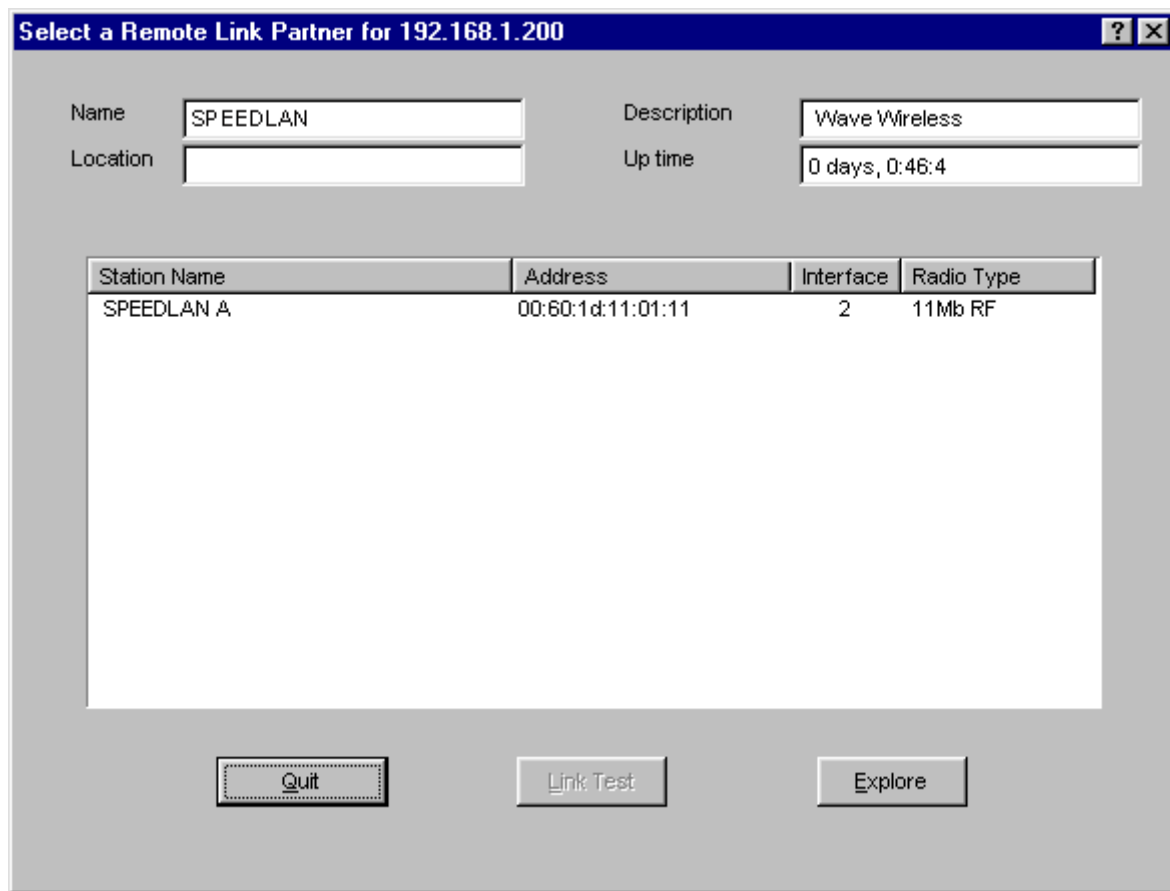 Select a Remote Link Partner for 192.168.1.200
Name SPEEDLAN Description Wave Wireless
Location Up time 0 days, 0:46:4
Station Name Address Interface Radio Type
SPEEDLAN A 00:60:1d:11:01:11 2 11Mb RF
Quit Link Test Explore